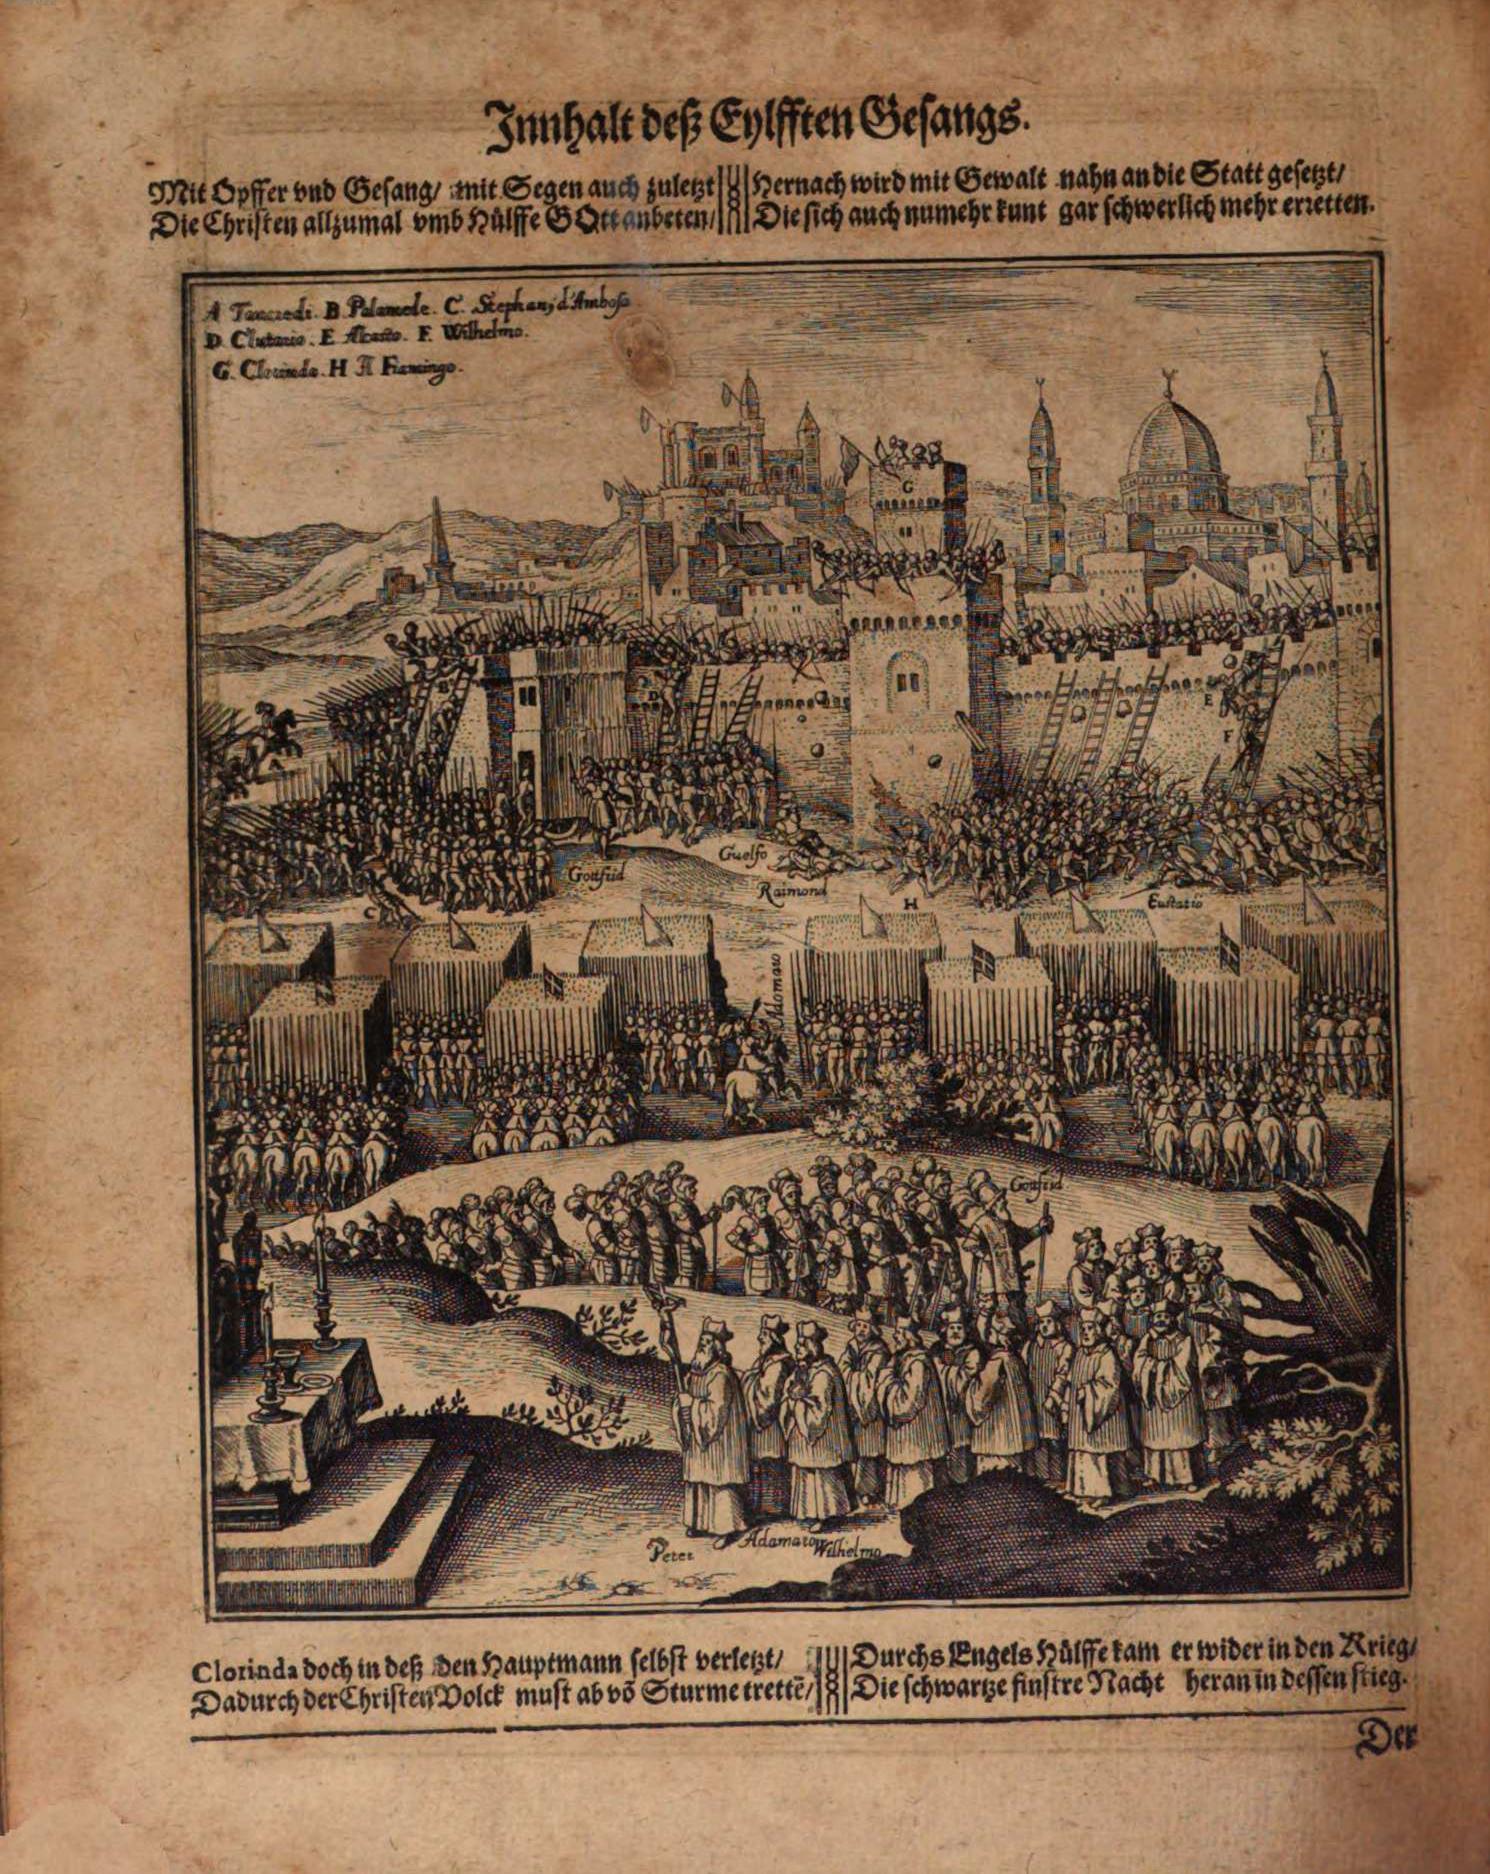 Innhalt deß Eylfften Gesangs.
Mit Opffer vnd Gesang/ mit Segen auch zuletzt
Die Christen allzumal vmb Hülffe GOtt anbeten/
Hernach wird mit Gewalt nahn an die Statt gesetzt/
Die sich auch numehr kunt gar schwerlich mehr erretten.
A Tancredi. B. Palamede. C. Stephanj d'Ambosa
D. Clutario. E Alcasto. F. Wilhelmo.
G. Clorinda. H Il Fiamingo.
G
B
D
E
F
A
Guelfo
Gottfrid
Raimond
H
Eustatio
C
Adomaro
Gottfrid
Peter
Adamaro
Wilhelmo
Clorinda doch in deß den Hauptmann selbst verletzt/
Dadurch der Christen Volck must ab võ Sturme trettẽ/
Durchs Engels Hülffe kam er wider in den Krieg/
Die schwartze finstre Nacht heran in dessen stieg.
Der